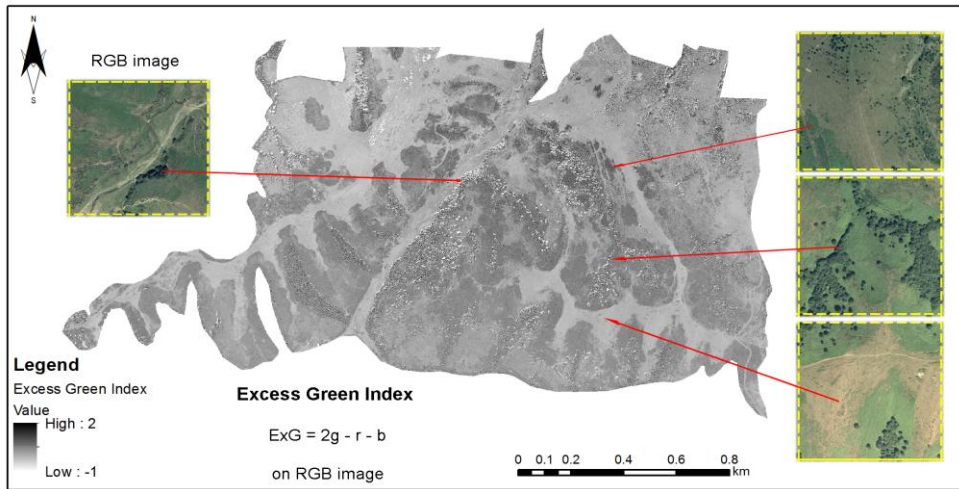 N
S
RGB image
Legend
Excess Green Index
Value
High : 2
Low : -1
Excess Green Index
ExG = 2g - r - b
on RGB image
0 0.1 0.2 0.4 0.6 0.8
km